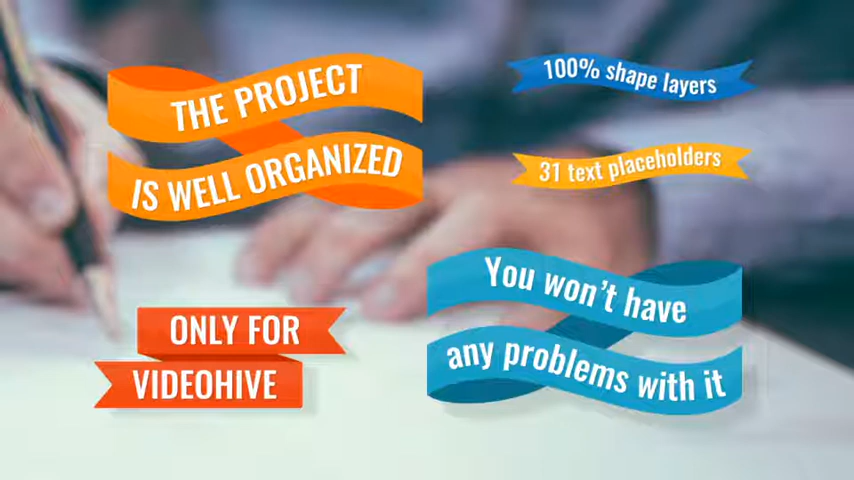 THE PROJECT
IS WELL ORGANIZED
100% shape layers
31 text placeholders
You won't have
any problems with it
ONLY FOR
VIDEOHIVE